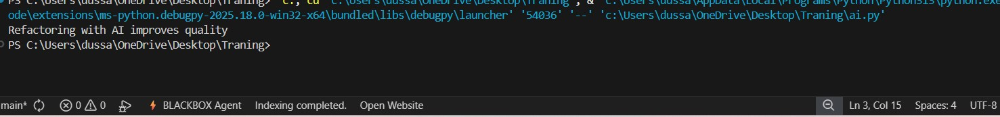 PS C:\Users\dussa\OneDrive\Desktop\Traning> c:; cd 'c:\Users\dussa\OneDrive\Desktop\Traning'; & 'c:\Users\dussa\AppData\Local\Programs\Python\Python313\python.exe
ode\extensions\ms-python.debugpy-2025.18.0-win32-x64\bundled\libs\debugpy\launcher' '54036' '--' 'c:\Users\dussa\OneDrive\Desktop\Traning\ai.py'
Refactoring with AI improves quality
PS C:\Users\dussa\OneDrive\Desktop\Traning>
main* 0 0 BLACKBOX Agent Indexing completed. Open Website Ln 3, Col 15 Spaces: 4 UTF-8